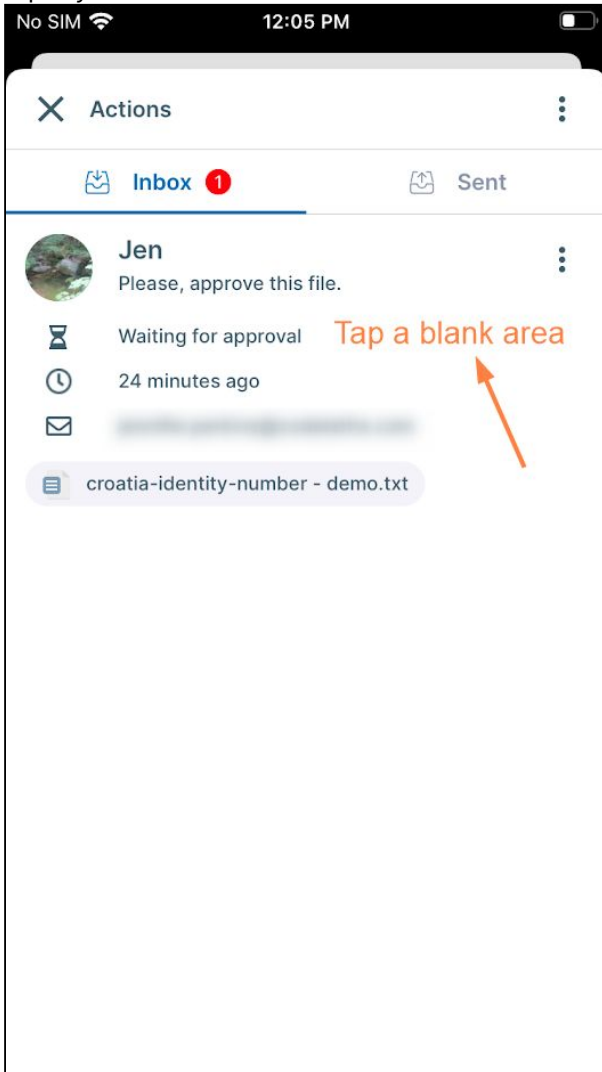 No SIM 12:05 PM
Actions
Inbox 1 Sent
Jen
Please, approve this file.
Waiting for approval Tap a blank area
24 minutes ago
croatia-identity-number - demo.txt